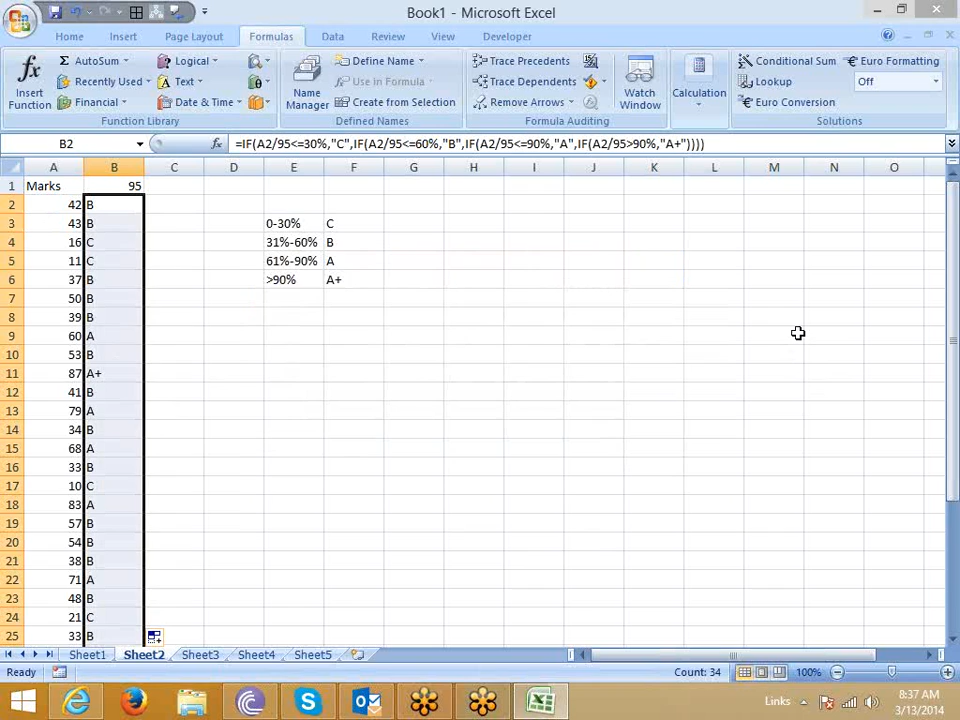 Book1 - Microsoft Excel
Home Insert Page Layout Formulas Data Review View Developer
AutoSum Logical Define Name Trace Precedents Conditional Sum Euro Formatting
Insert Function Recently Used Text Name Manager Use in Formula Trace Dependents Watch Window Calculation Lookup Off
Financial Date & Time Create from Selection Remove Arrows Euro Conversion
Function Library Defined Names Formula Auditing Solutions
B2 fx =IF(A2/95<=30%,"C",IF(A2/95<=60%,"B",IF(A2/95<=90%,"A",IF(A2/95>90%,"A+"))))
A B C D E F G H I J K L M N O
1 Marks 95
2 42 B
3 43 B 0-30% C
4 16 C 31%-60% B
5 11 C 61%-90% A
6 37 B >90% A+
7 50 B
8 39 B
9 60 A
10 53 B
11 87 A+
12 41 B
13 79 A
14 34 B
15 68 A
16 33 B
17 10 C
18 83 A
19 57 B
20 54 B
21 38 B
22 71 A
23 48 B
24 21 C
25 33 B
Sheet1 Sheet2 Sheet3 Sheet4 Sheet5
Ready Count: 34 100%
Links 8:37 AM
3/13/2014